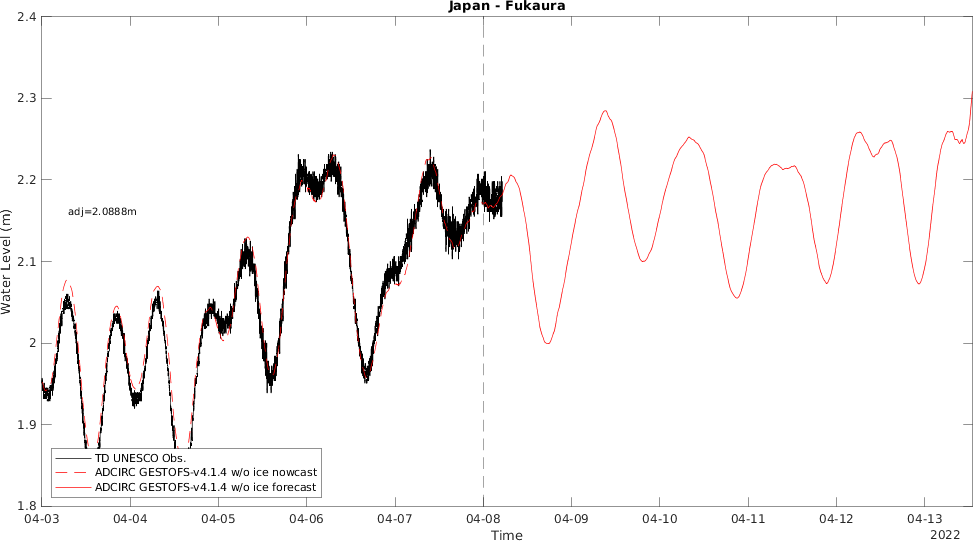 Japan - Fukaura
2.4
2.3
2.2
2.1
2
1.9
1.8
Water Level (m)
adj=2.0888m
TD UNESCO Obs.
ADCIRC GESTOFS-v4.1.4 w/o ice nowcast
ADCIRC GESTOFS-v4.1.4 w/o ice forecast
04-03 04-04 04-05 04-06 04-07 04-08 04-09 04-10 04-11 04-12 04-13
Time
2022